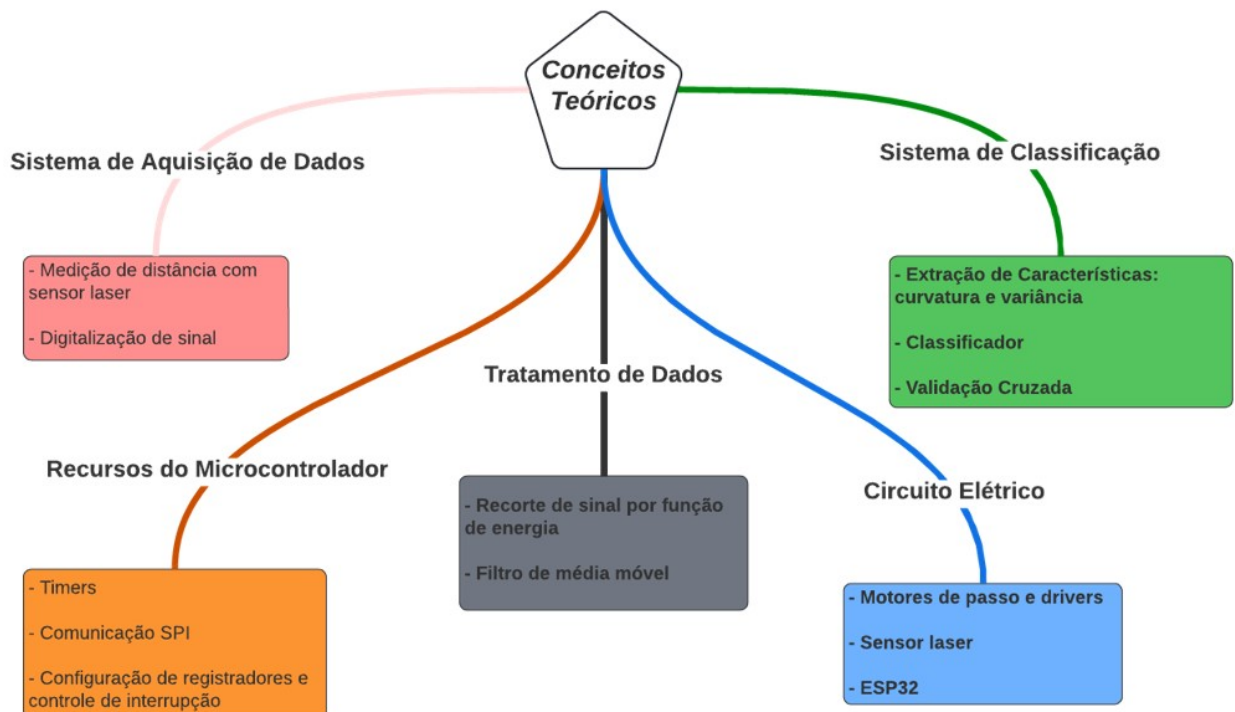 Conceitos
Teóricos
Sistema de Aquisição de Dados
- Medição de distância com
sensor laser
- Digitalização de sinal
Recursos do Microcontrolador
- Timers
- Comunicação SPI
- Configuração de registradores e
controle de interrupção
Tratamento de Dados
- Recorte de sinal por função
de energia
- Filtro de média móvel
Circuito Elétrico
- Motores de passo e drivers
- Sensor laser
- ESP32
Sistema de Classificação
- Extração de Características:
curvatura e variância
- Classificador
- Validação Cruzada